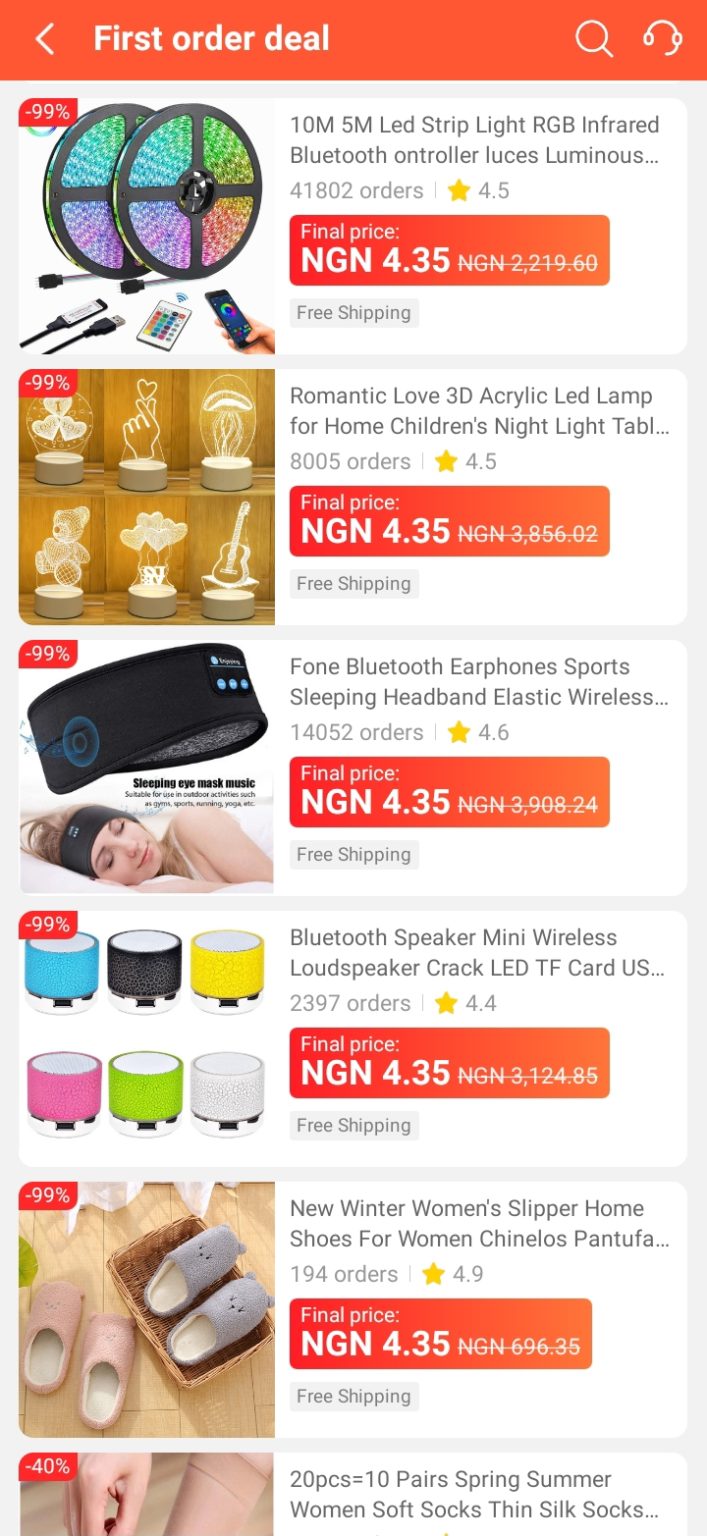 First order deal
-99%
10M 5M Led Strip Light RGB Infrared
Bluetooth ontroller luces Luminous...
41802 orders
4.5
Final price:
NGN 4.35 NGN 2,219.60
Free Shipping
-99%
Romantic Love 3D Acrylic Led Lamp
for Home Children's Night Light Tabl...
8005 orders
4.5
Final price:
NGN 4.35 NGN 3,856.02
Free Shipping
-99%
Enjoying
Sleeping eye mask music
Suitable for use in outdoor activities such
as gyms, sports, running, yoga, etc.
Fone Bluetooth Earphones Sports
Sleeping Headband Elastic Wireless...
14052 orders
4.6
Final price:
NGN 4.35 NGN 3,908.24
Free Shipping
-99%
Bluetooth Speaker Mini Wireless
Loudspeaker Crack LED TF Card US...
2397 orders
4.4
Final price:
NGN 4.35 NGN 3,124.85
Free Shipping
-99%
New Winter Women's Slipper Home
Shoes For Women Chinelos Pantufa...
194 orders
4.9
Final price:
NGN 4.35 NGN 696.35
Free Shipping
-40%
20pcs=10 Pairs Spring Summer
Women Soft Socks Thin Silk Socks...